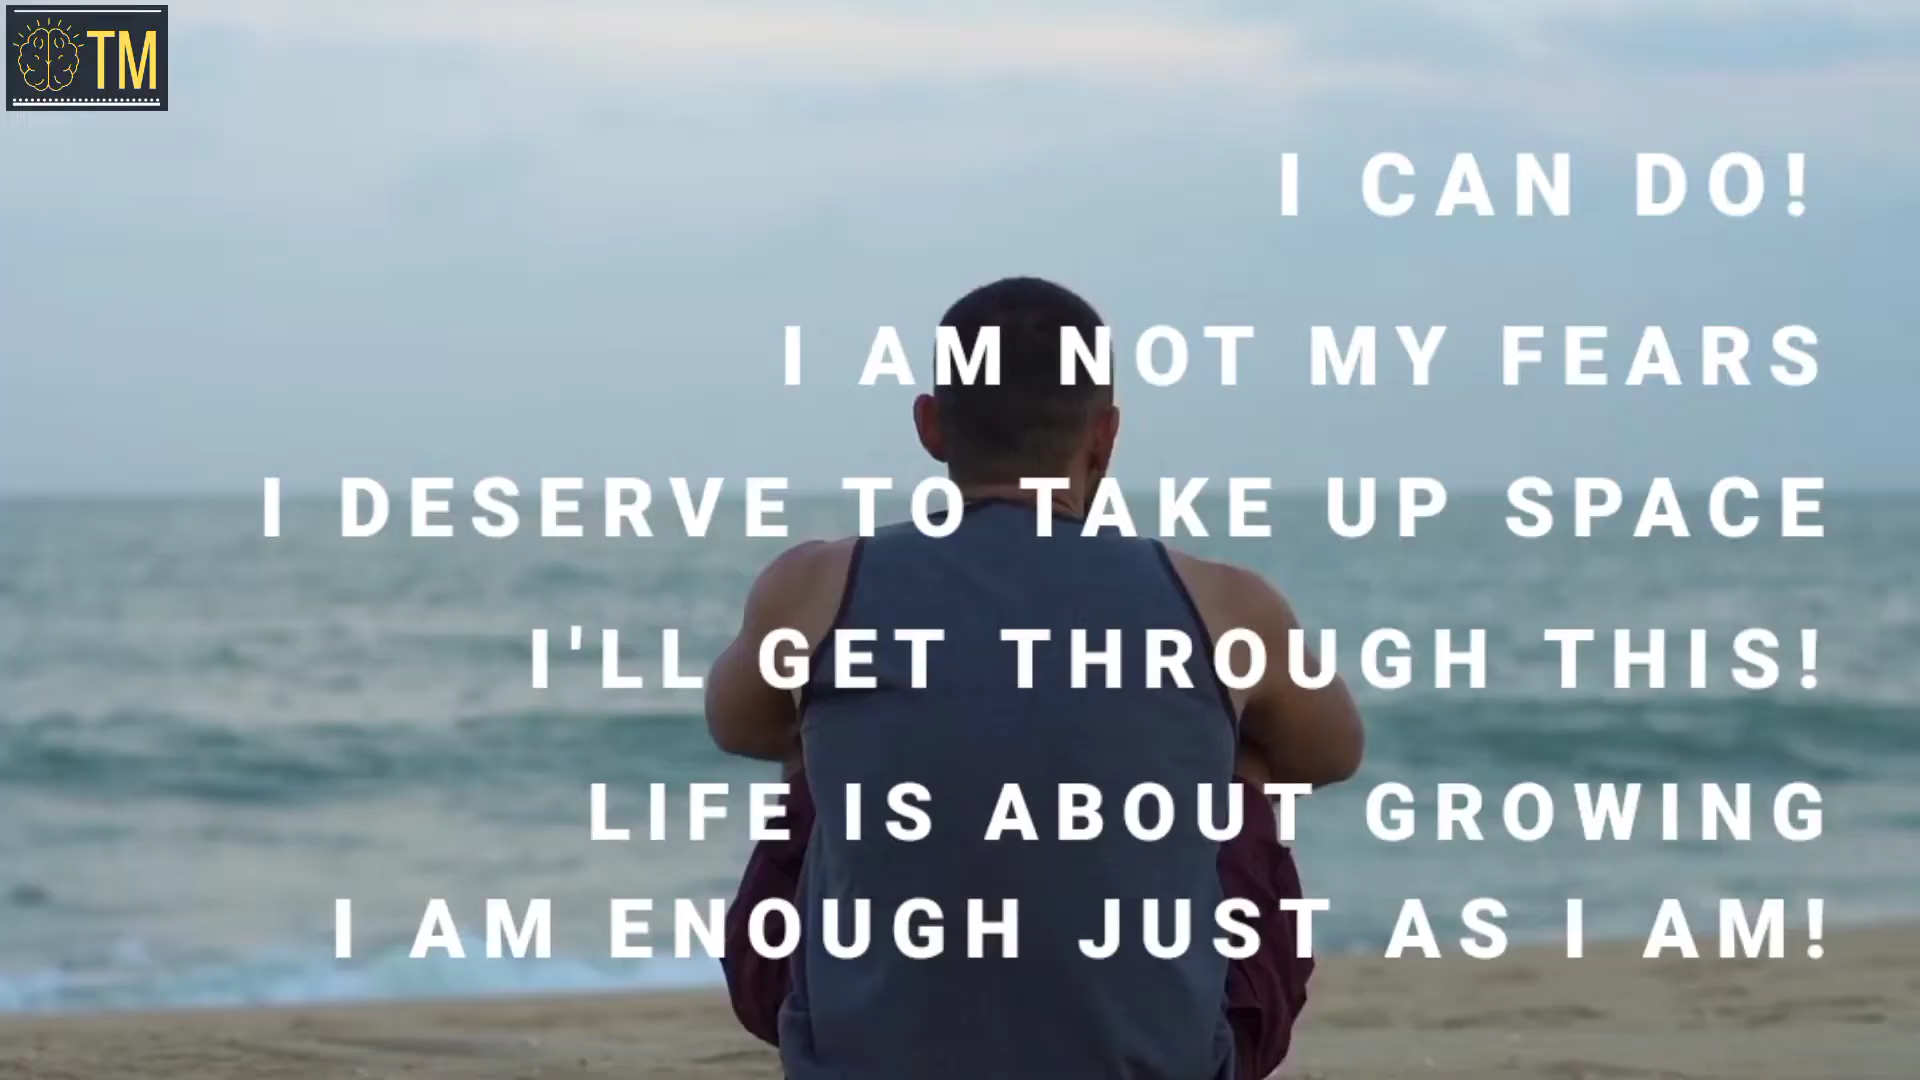 TM
I CAN DO!
I AM NOT MY FEARS
I DESERVE TO TAKE UP SPACE
I'LL GET THROUGH THIS!
LIFE IS ABOUT GROWING
I AM ENOUGH JUST AS I AM!